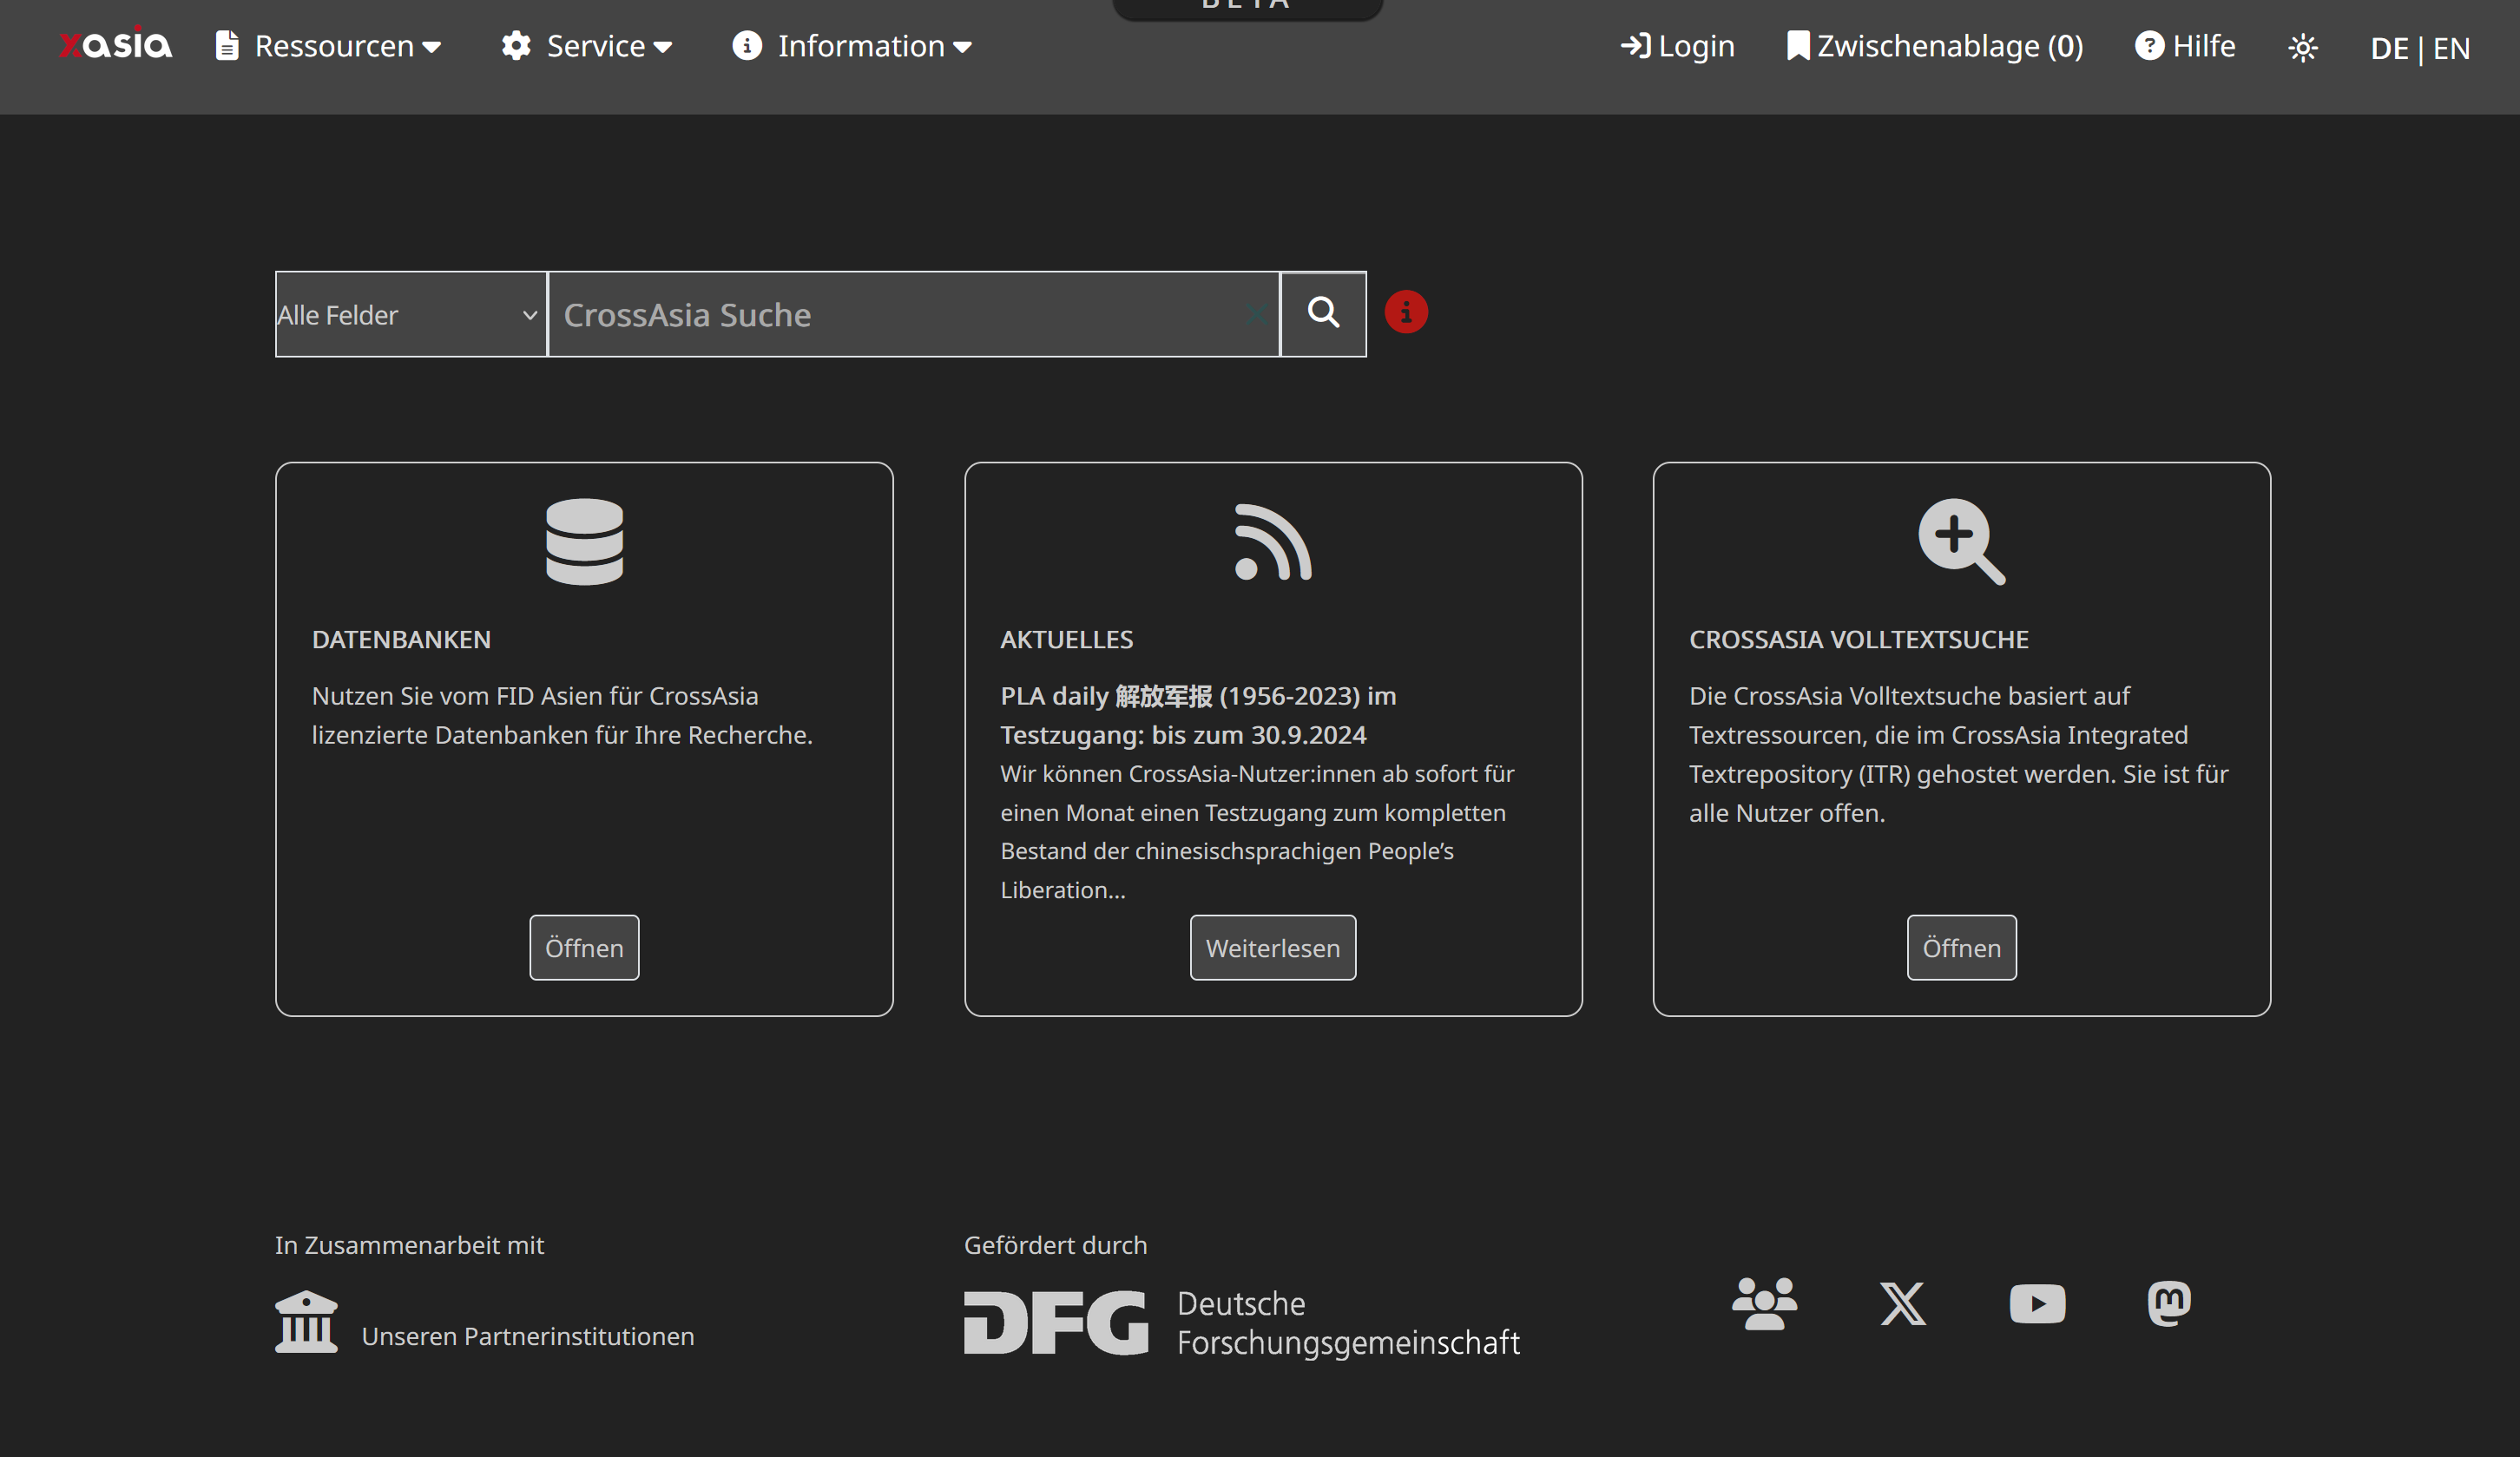 BETA
xasia
Ressourcen
Service
Information
Login
Zwischenablage (0)
Hilfe
DE | EN
Alle Felder
CrossAsia Suche
DATENBANKEN
Nutzen Sie vom FID Asien für CrossAsia
lizenzierte Datenbanken für Ihre Recherche.
Öffnen
AKTUELLES
PLA daily 解放军报 (1956-2023) im
Testzugang: bis zum 30.9.2024
Wir können CrossAsia-Nutzer:innen ab sofort für
einen Monat einen Testzugang zum kompletten
Bestand der chinesischsprachigen People’s
Liberation...
Weiterlesen
CROSSASIA VOLLTEXTSUCHE
Die CrossAsia Volltextsuche basiert auf
Textressourcen, die im CrossAsia Integrated
Textrepository (ITR) gehostet werden. Sie ist für
alle Nutzer offen.
Öffnen
In Zusammenarbeit mit
Unseren Partnerinstitutionen
Gefördert durch
DFG
Deutsche
Forschungsgemeinschaft